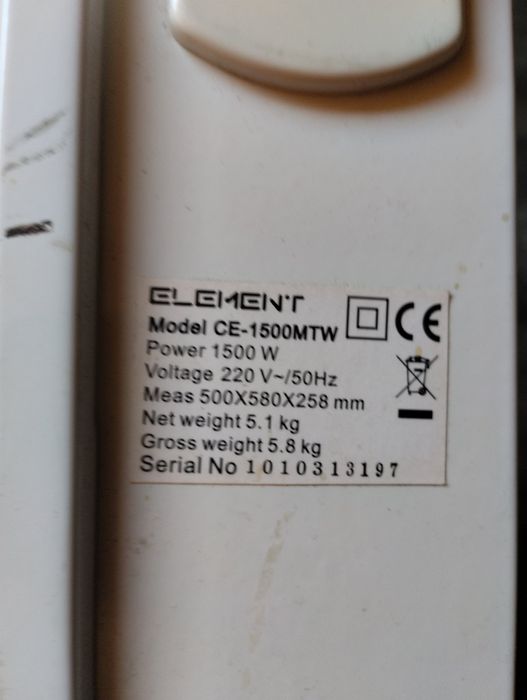 ELEMENT
Model CE-1500MTW
Power 1500 W
Voltage 220 V~/50Hz
Meas 500X580X258 mm
Net weight 5.1 kg
Gross weight 5.8 kg
Serial No 1010313197
CE